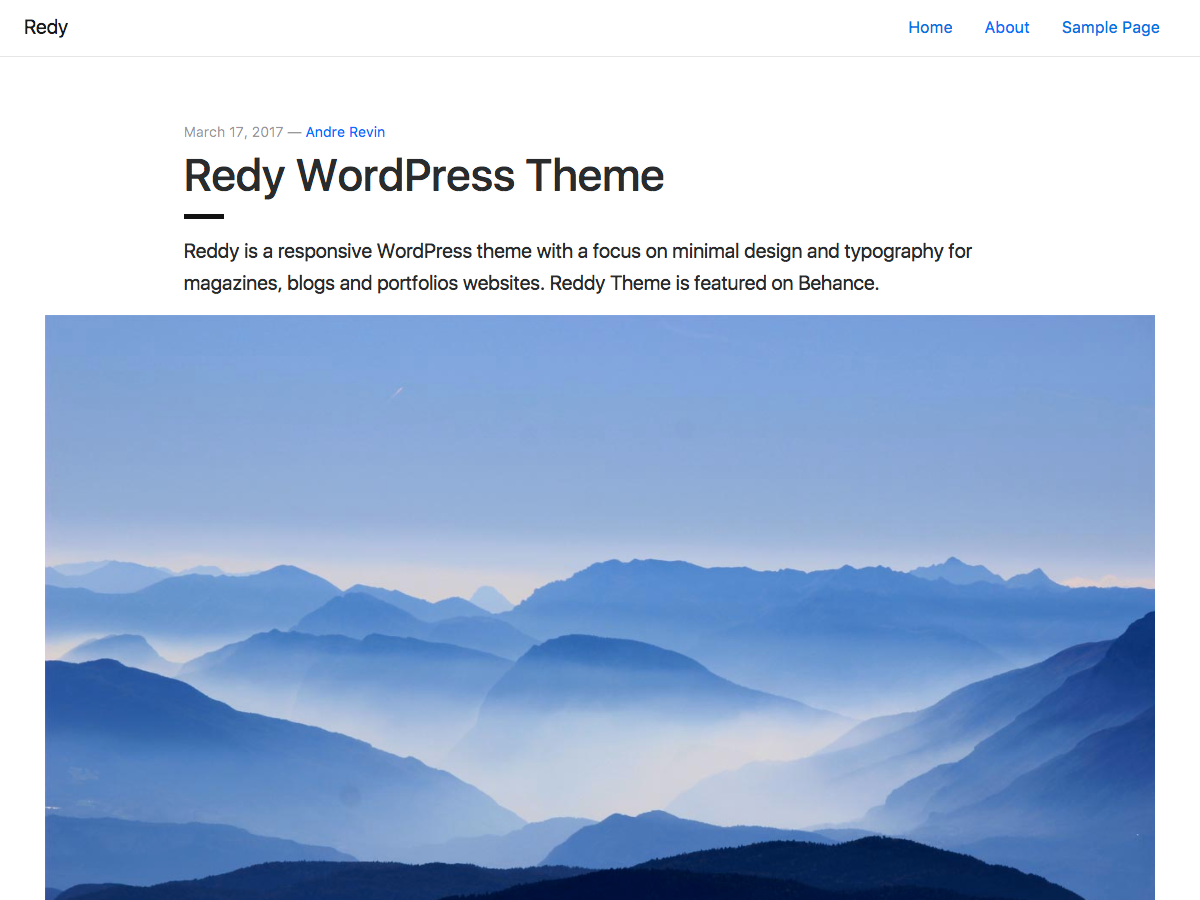 Redy
Home About Sample Page
March 17, 2017 — Andre Revin
Redy WordPress Theme
Reddy is a responsive WordPress theme with a focus on minimal design and typography for
magazines, blogs and portfolios websites. Reddy Theme is featured on Behance.